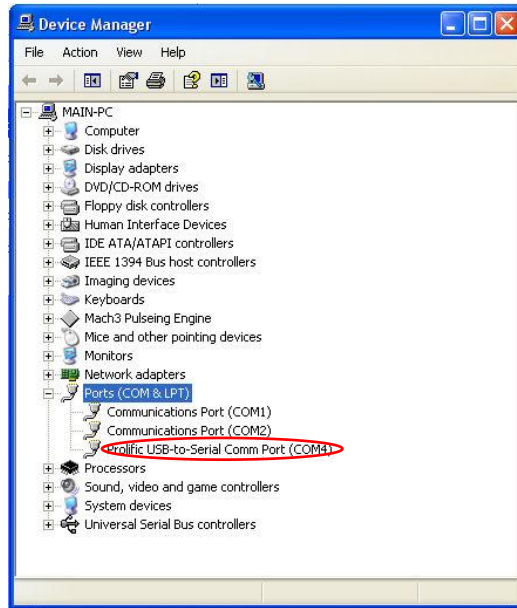 Device Manager
File Action View Help
MAIN-PC
Computer
Disk drives
Display adapters
DVD/CD-ROM drives
Floppy disk controllers
Human Interface Devices
IDE ATA/ATAPI controllers
IEEE 1394 Bus host controllers
Imaging devices
Keyboards
Mach3 Pulseing Engine
Mice and other pointing devices
Monitors
Network adapters
Ports (COM & LPT)
Communications Port (COM1)
Communications Port (COM2)
Prolific USB-to-Serial Comm Port (COM4)
Processors
Sound, video and game controllers
System devices
Universal Serial Bus controllers